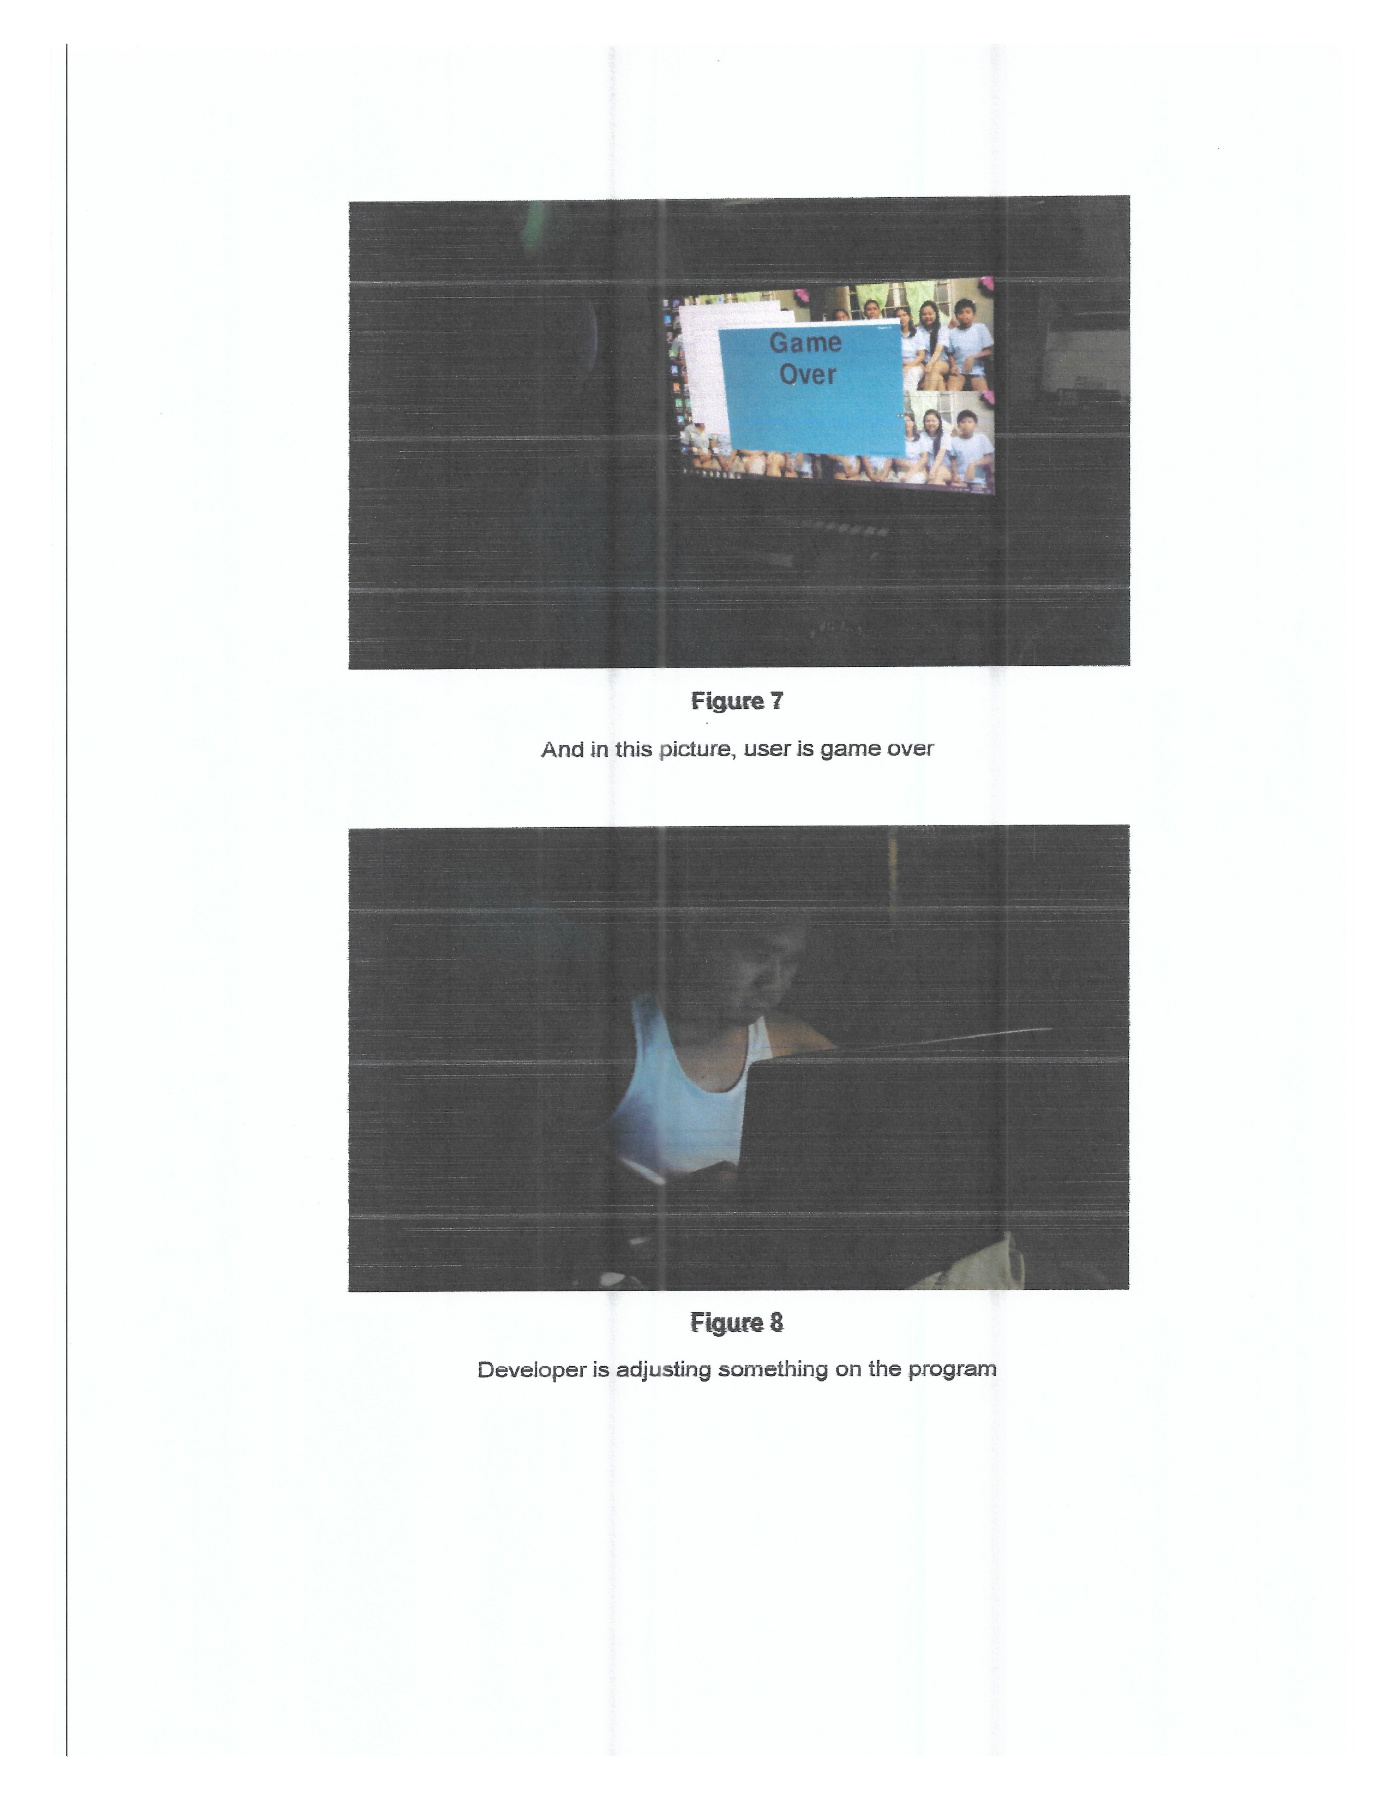 Game
Over
Figure 7
And in this picture, user is game over
Figure 8
Developer is adjusting something on the program